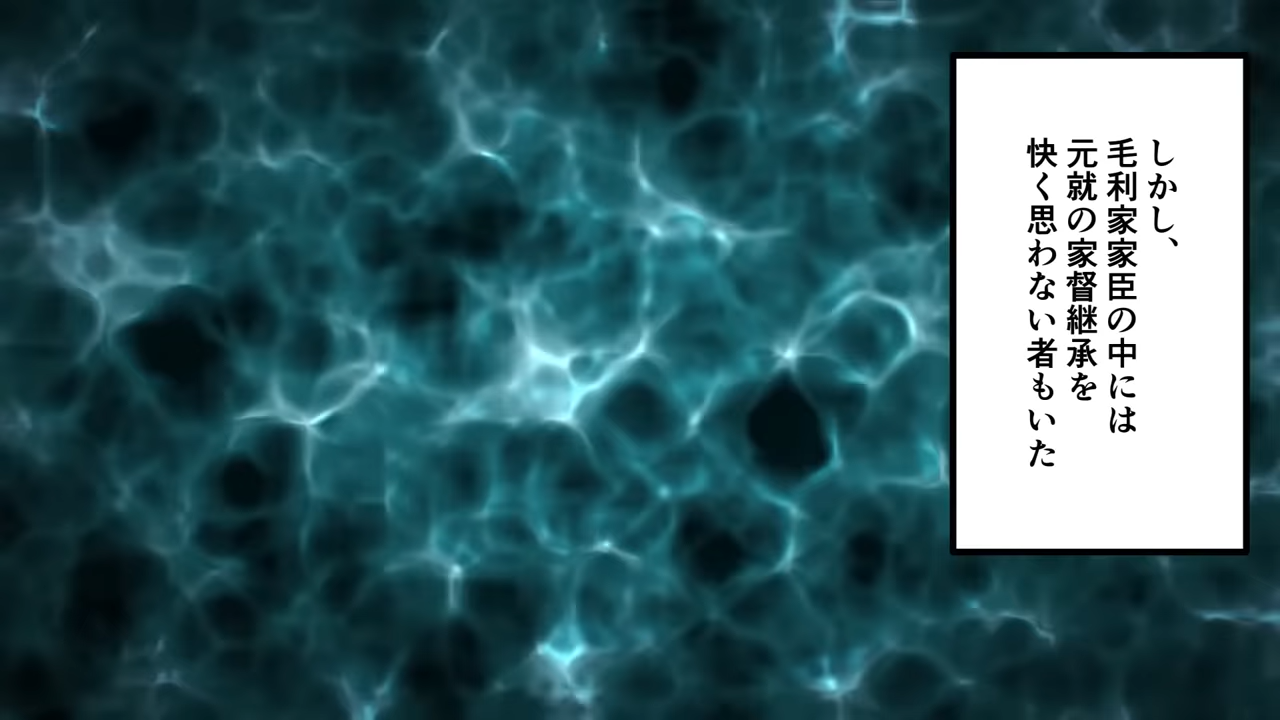 しかし、
毛利家家臣の中には
元就の家督継承を
快く思わない者もいた